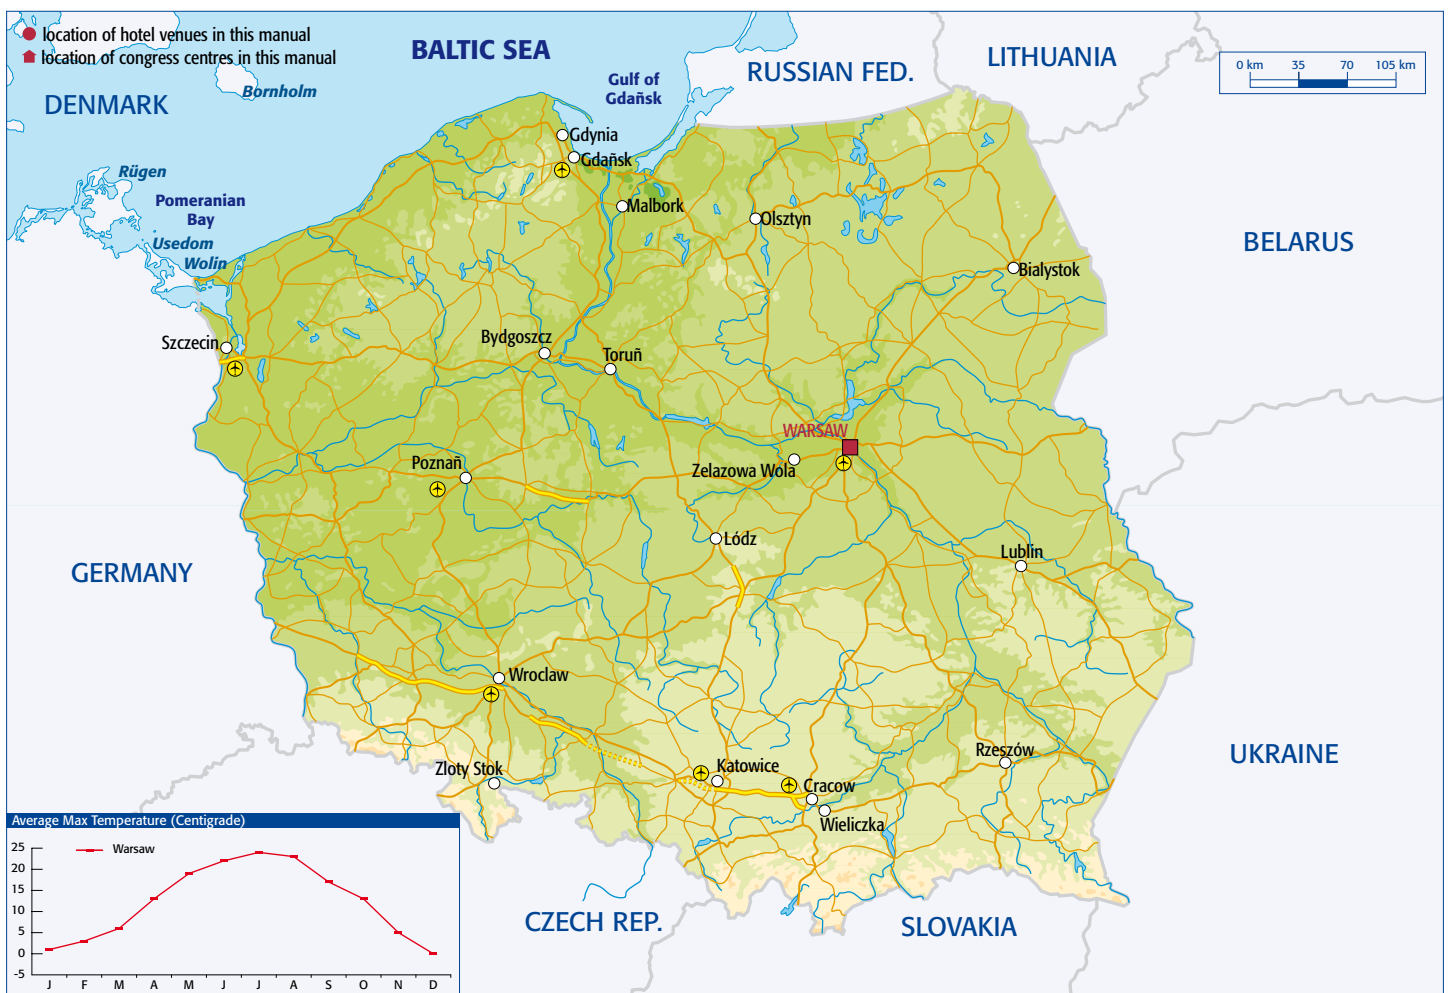 location of hotel venues in this manual
location of congress centres in this manual
BALTIC SEA
RUSSIAN FED.
LITHUANIA
0 km 35 70 105 km
Gulf of
Gdañsk
Bornholm
DENMARK
Gdynia
Gdañsk
Rügen
Pomeranian
Bay
Malbork
Olsztyn
Usedom
Wolin
BELARUS
Bialystok
Szczecin
Bydgoszcz
Toruñ
WARSAW
Poznañ
Zelazowa Wola
Lódz
Lublin
GERMANY
Wroclaw
Rzeszów
UKRAINE
Zloty Stok
Katowice
Cracow
Wieliczka
CZECH REP.
SLOVAKIA
Average Max Temperature (Centigrade)
Warsaw
25
20
15
10
5
0
-5
J F M A M J J A S O N D